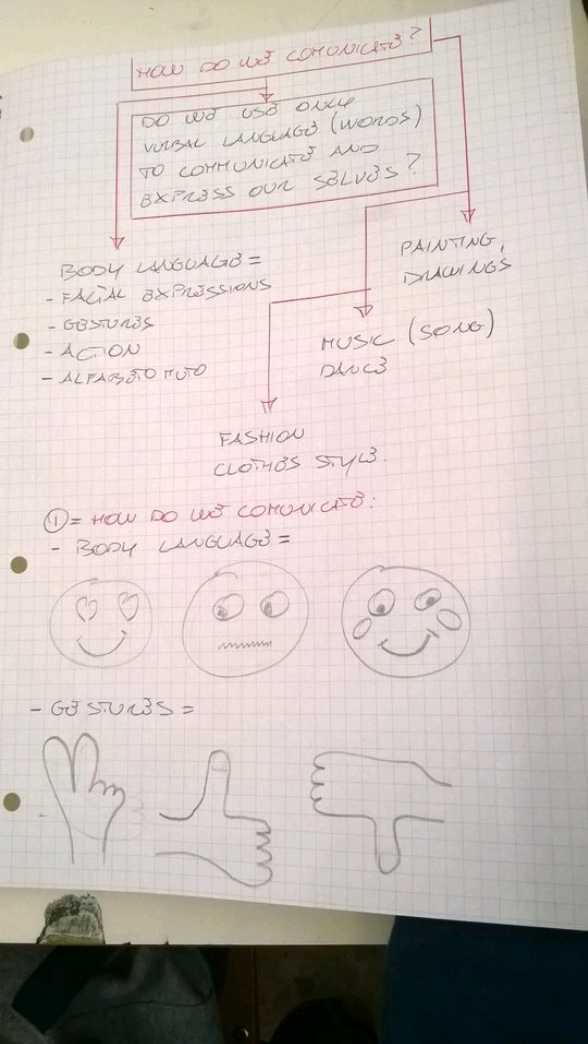 HOW DO WE COMUNICATE?
DO WE USE ONLY
VERBAL LANGUAGE (WORDS)
TO COMMUNICATE AND
EXPRESS OUR SELVES?
BODY LANGUAGE =
- FACIAL EXPRESSIONS
- GESTURES
- ACTION
- ALFABETO MUTO
PAINTING,
DRAWINGS
MUSIC (SONG)
DANCE
FASHION
CLOTHES STYLE.
① = HOW DO WE COMUNICATE:
- BODY LANGUAGE =
- GESTURES =